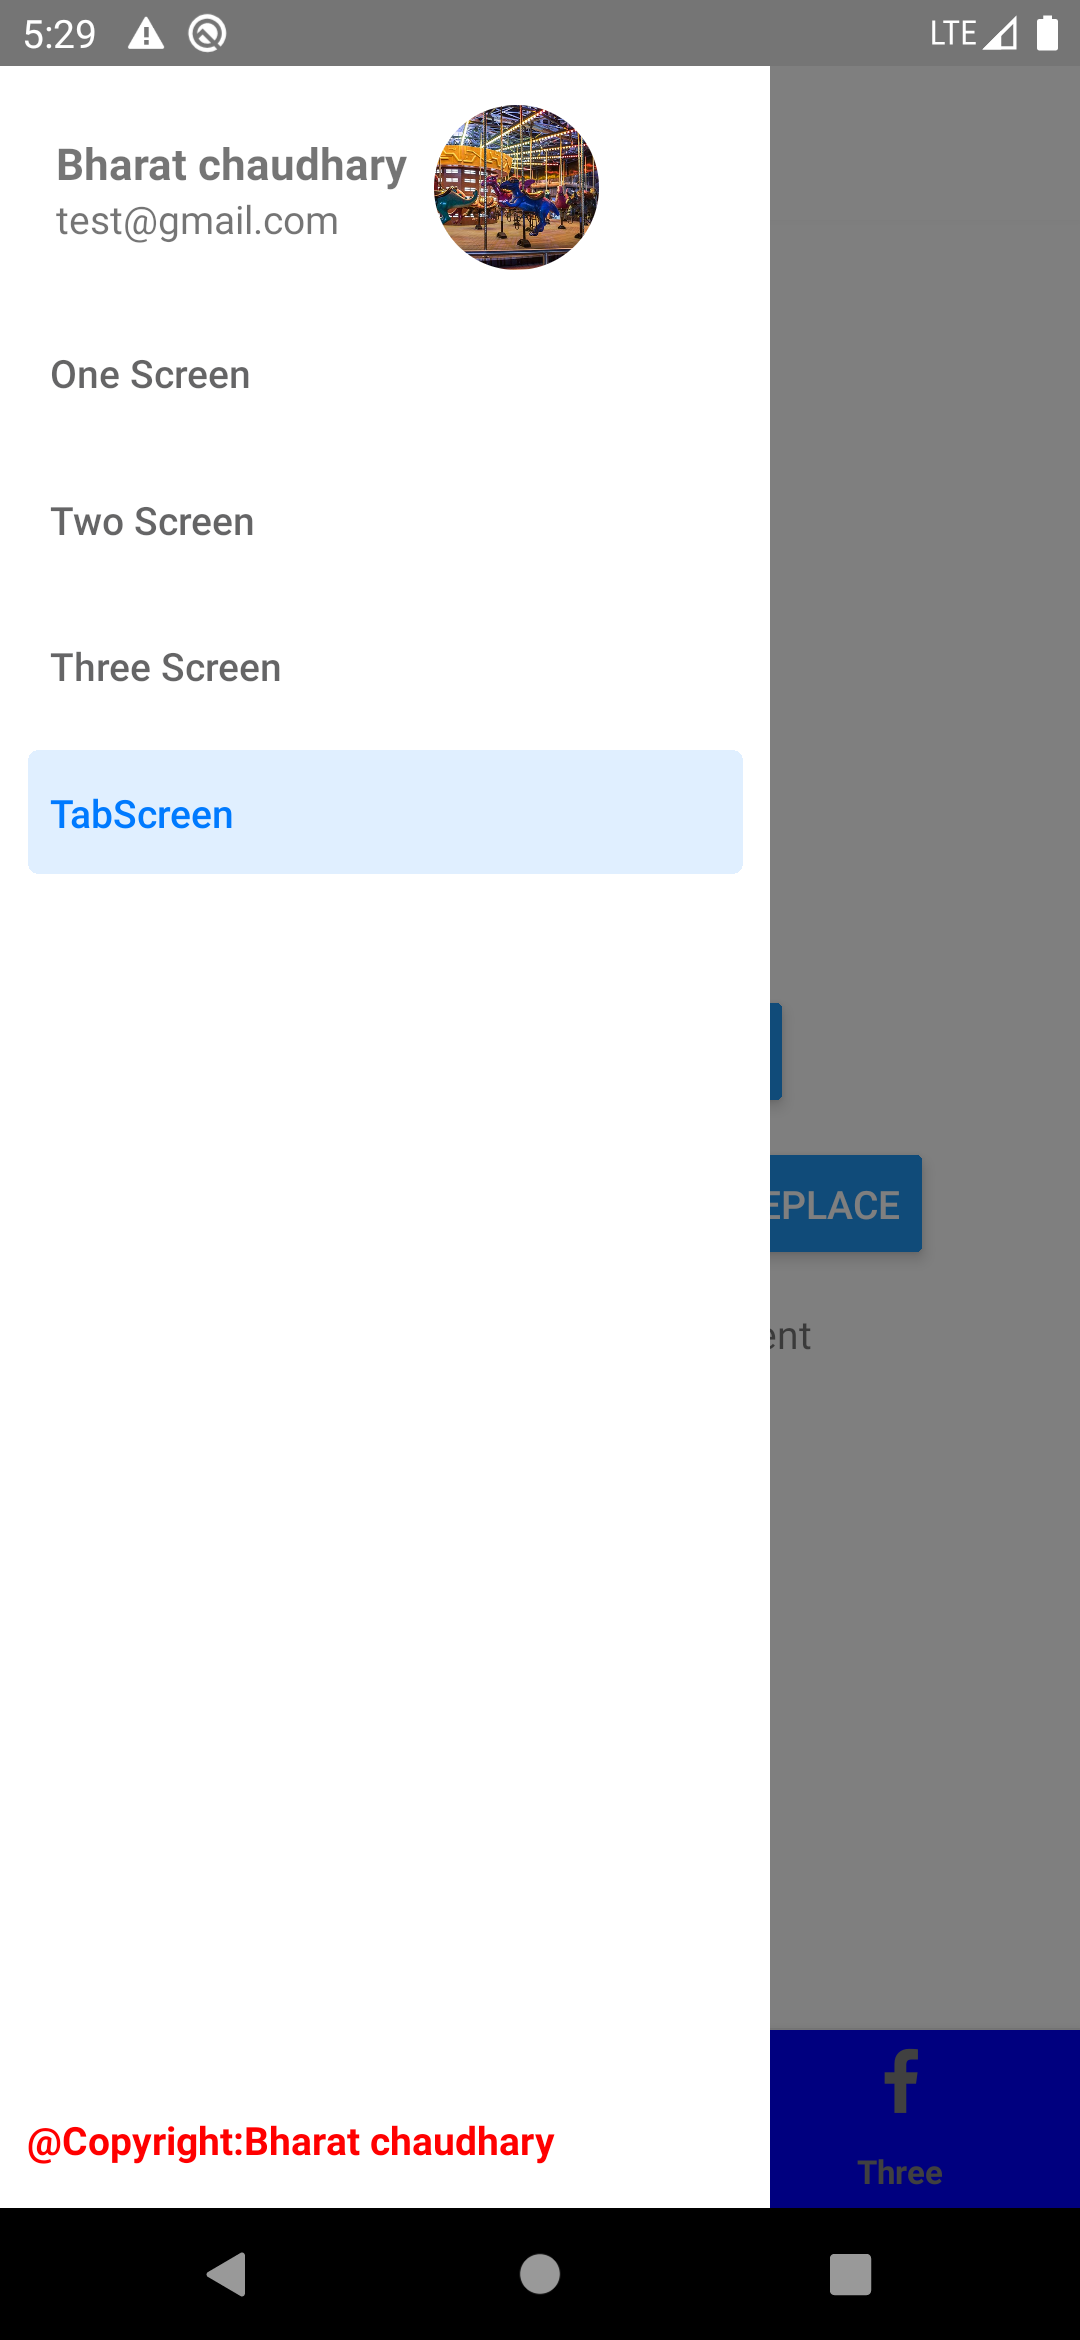 5:29 LTE
Bharat chaudhary
test@gmail.com
One Screen
Two Screen
Three Screen
TabScreen
EPLACE
ent
@Copyright:Bharat chaudhary
Three